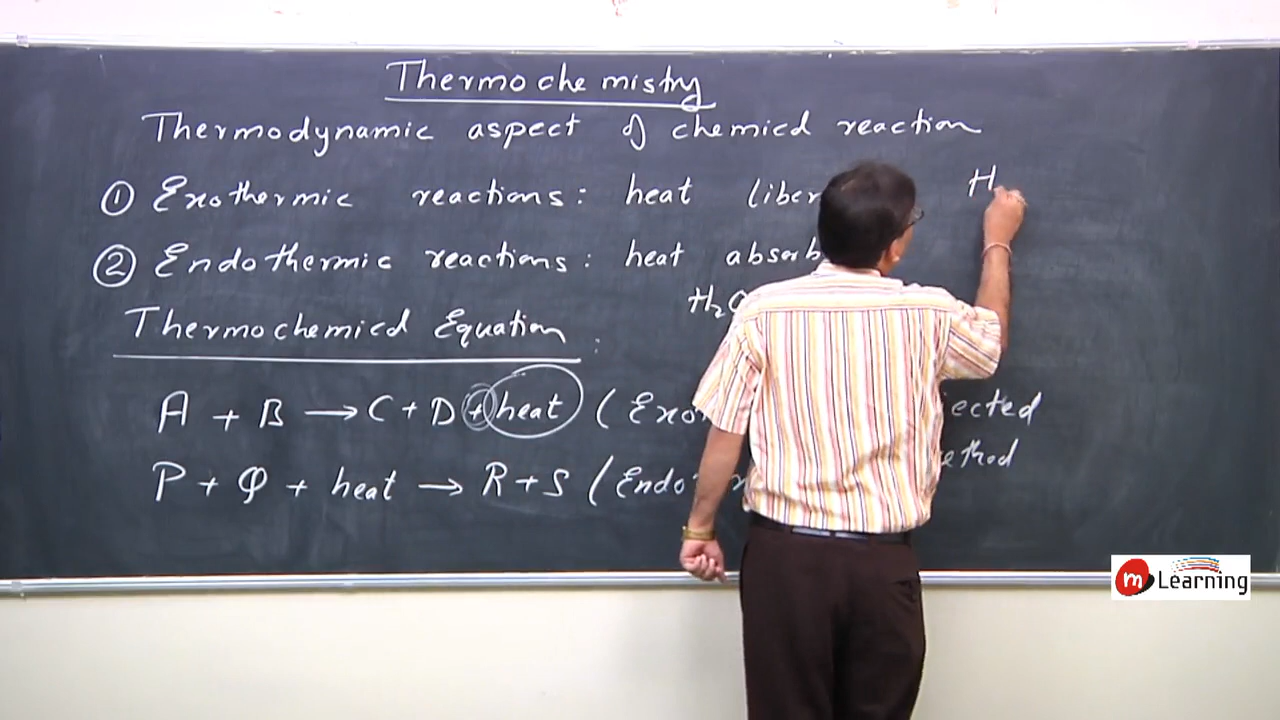 Thermochemistry
Thermodynamic aspect of chemical reaction
① Exothermic reactions: heat liber
H
② Endothermic reactions: heat absorb
H₂O
Thermochemical Equation :
A + B → C + D + heat (Exo ected
ethod
P + Q + heat → R + S (Endo
m Learning